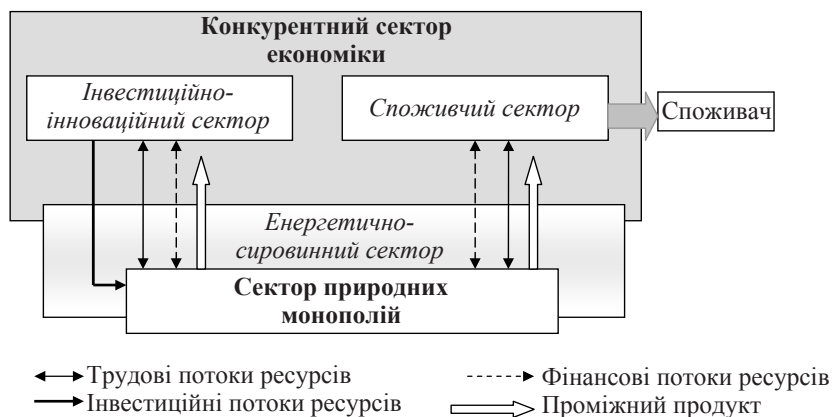 Конкурентний сектор
економіки
Інвестиційно-
інноваційний сектор
Споживчий сектор
Споживач
Енергетично-
сировинний сектор
Сектор природних
монополій
Трудові потоки ресурсів
Фінансові потоки ресурсів
Інвестиційні потоки ресурсів
Проміжний продукт